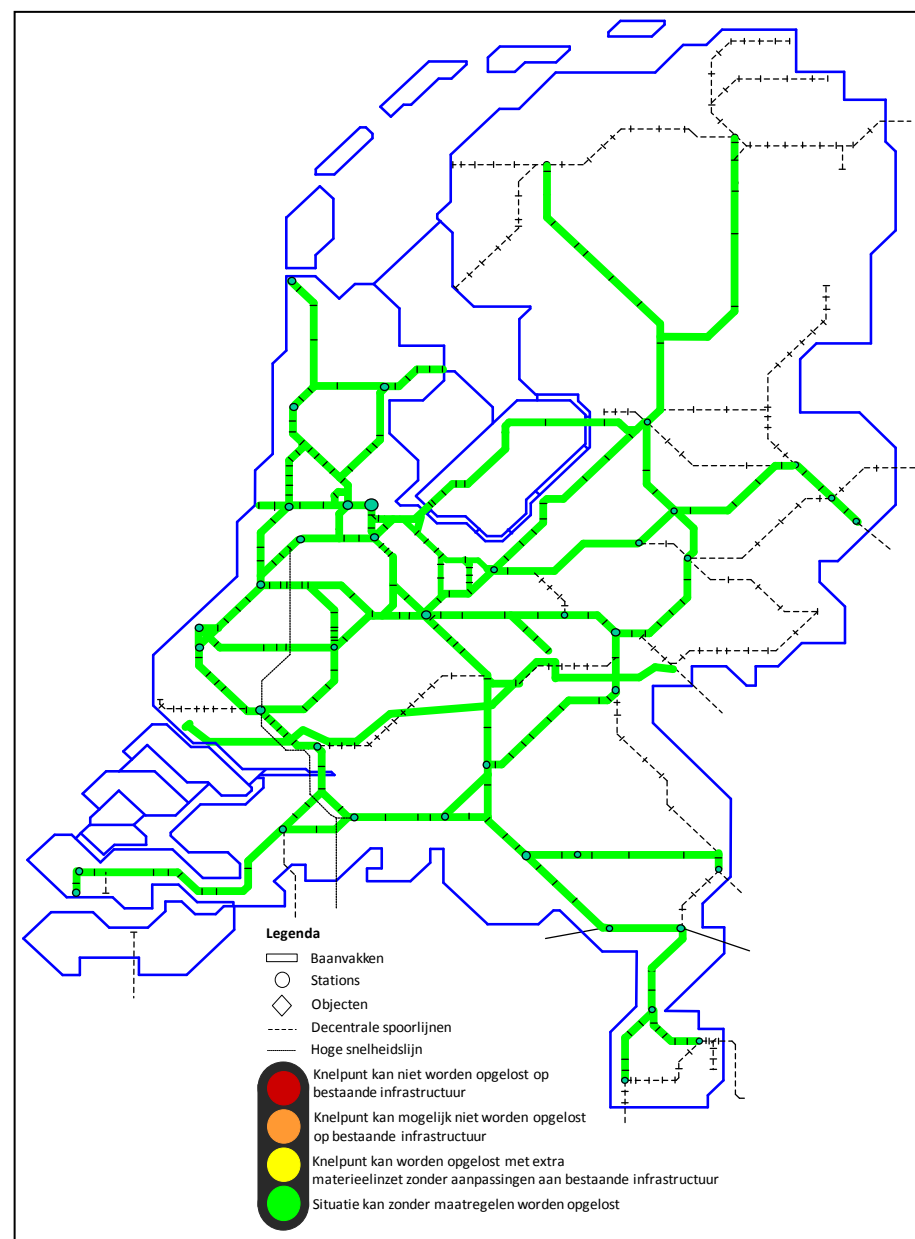 Legenda
Baanvakken
Stations
Objecten
Decentrale spoorlijnen
Hoge snelheidslijn
Knelpunt kan niet worden opgelost op
bestaande infrastructuur
Knelpunt kan mogelijk niet worden opgelost
op bestaande infrastructuur
Knelpunt kan worden opgelost met extra
materieelinzet zonder aanpassingen aan bestaande infrastructuur
Situatie kan zonder maatregelen worden opgelost